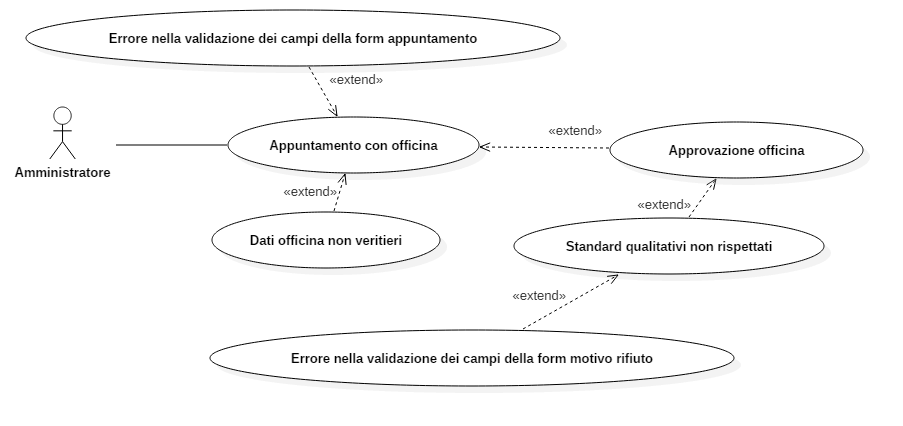 Errore nella validazione dei campi della form appuntamento
«extend»
Amministratore
Appuntamento con officina
«extend»
Approvazione officina
«extend»
Dati officina non veritieri
«extend»
Standard qualitativi non rispettati
«extend»
Errore nella validazione dei campi della form motivo rifiuto